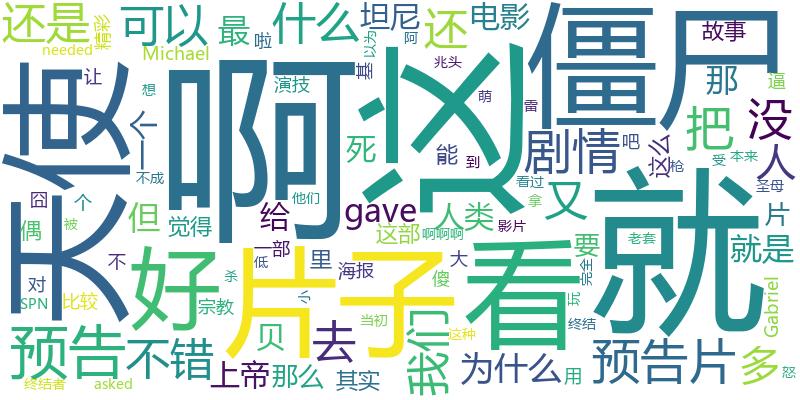 还是
可以
什么
最
还
坦尼
电影
僵尸
故事
needed
精彩
Michael
啦
以为
阿
基
兆头
让
想
演技
萌
雷
那
逼
天使
啊
这
一个
不成
死
能
到
剧情
吧
这么
把
没
枪
受
本来
人
圣母
囧
个
但
给
他们
gave
人类
又
就
看过
拿
偶
被
觉得
一部
里
这部
啊啊啊
影片
要
老套
片
就是
不
对
SPN
比较
好
杀
宗教
低
小
海报
片子
大
傻
看
完全
玩
终结
Gabriel
预告
不错
贝
去
当初
我们
这种
为什么
用
预告片
多
怒
终结者
asked
上帝
那么
其实